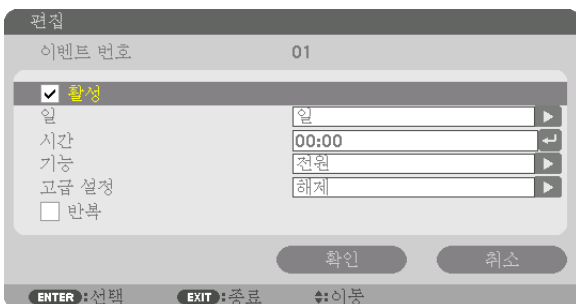 편집
이벤트 번호 01
활성
일 일
시간 00:00
기능 전원
고급 설정 해제
반복
확인 취소
ENTER:선택 EXIT:종료 :이동